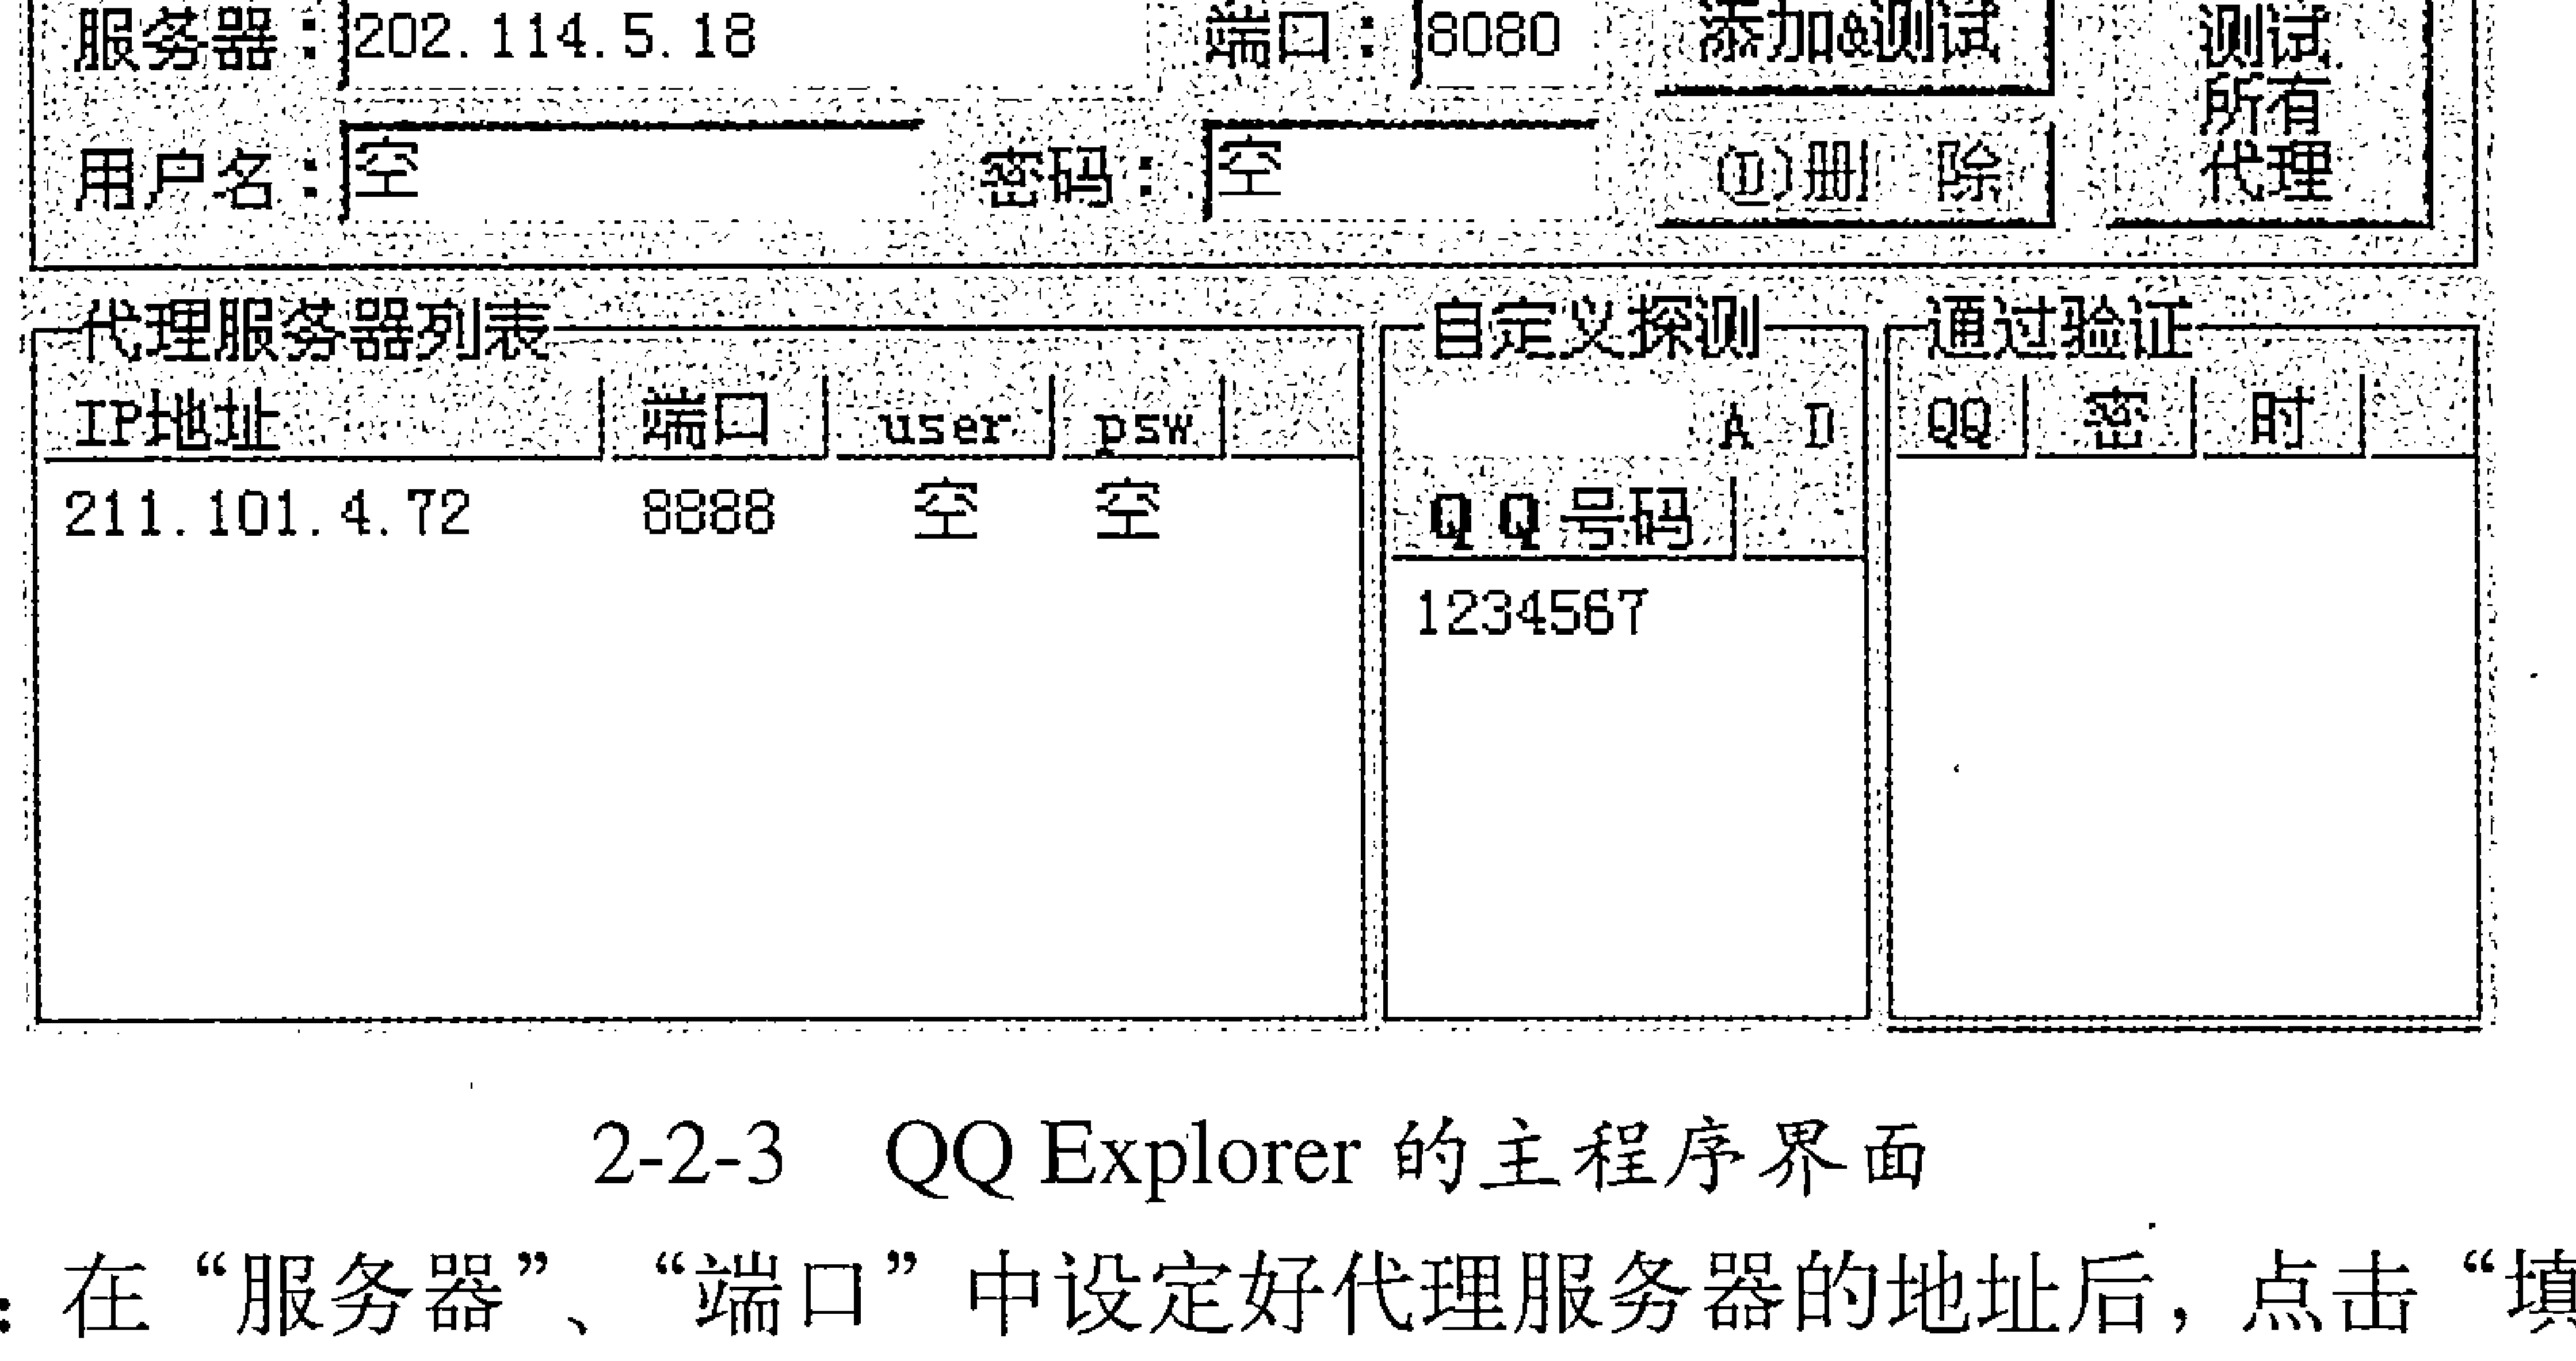 服务器：202.114.5.18 端口：8080 添加&测试 测试
所有
用户名：空 密码：空 (D)删 除 代理
代理服务器列表 自定义探测 通过验证
IP地址 端口 user psw A D QQ 密 时
211.101.4.72 8888 空 空 QQ号码
1234567
2-2-3 QQ Explorer 的主程序界面
：在“服务器”、“端口”中设定好代理服务器的地址后，点击“填